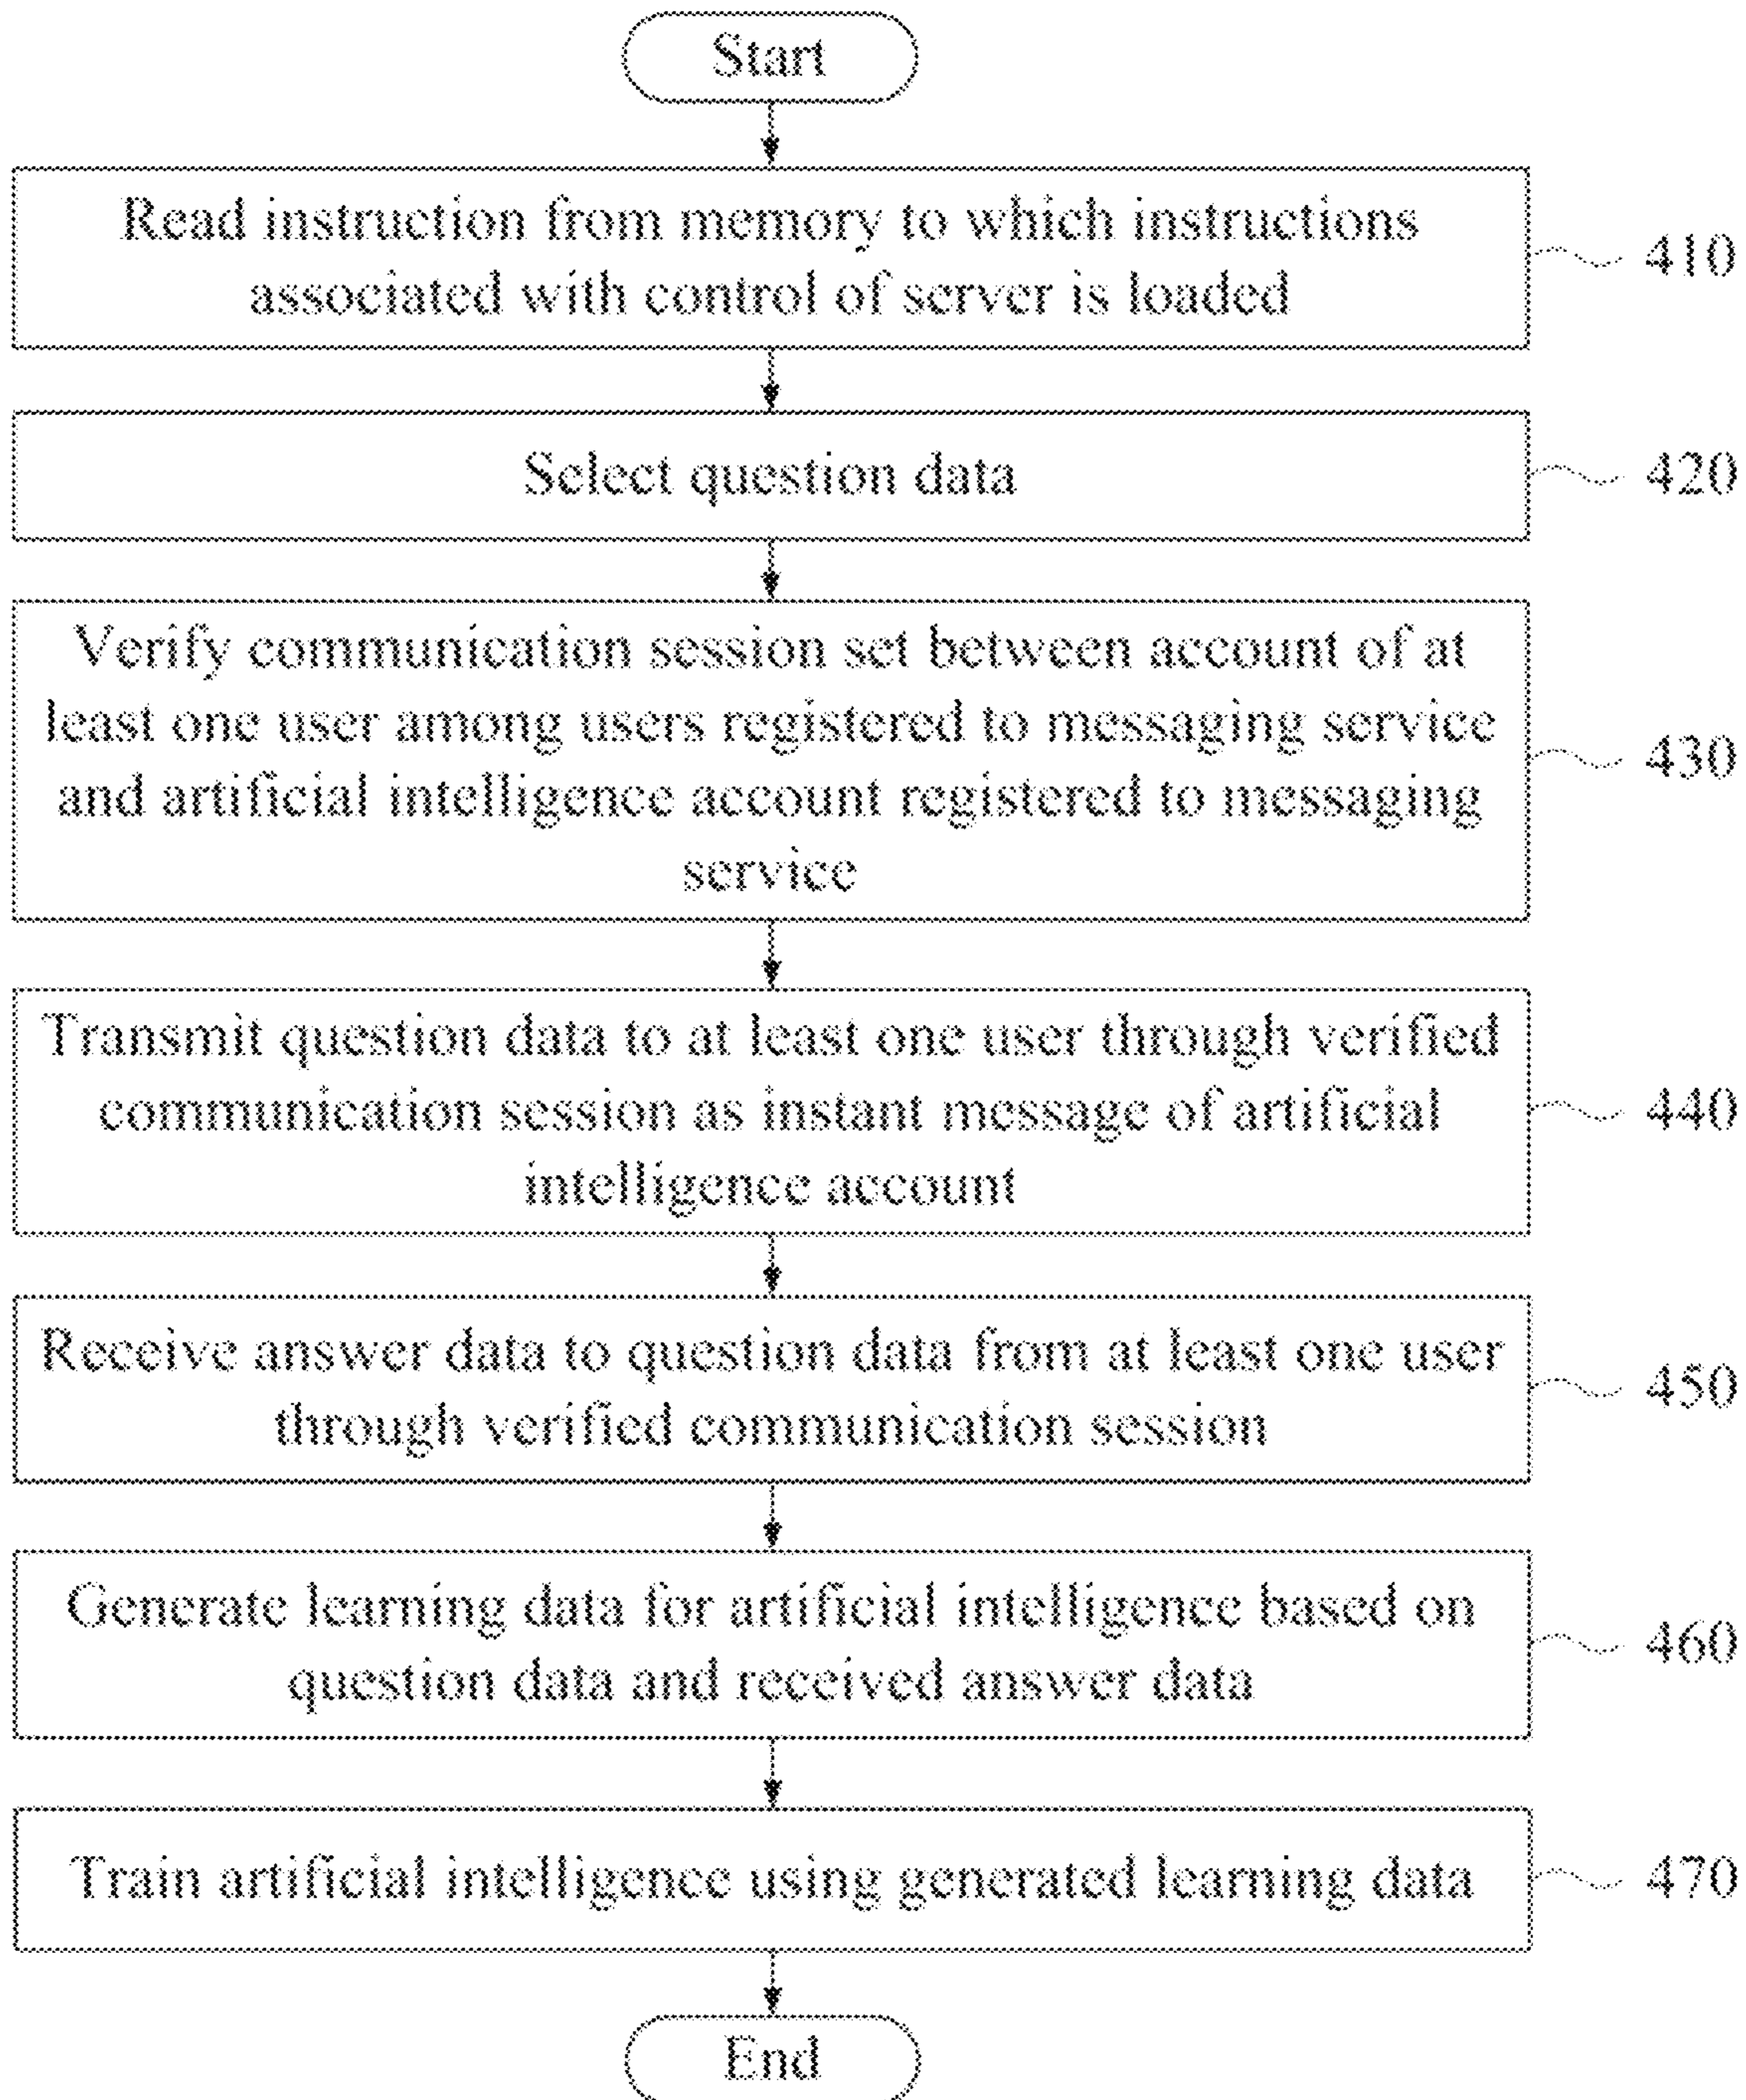 Start
Read instruction from memory to which instructions
associated with control of server is loaded
410
Select question data
420
Verify communication session set between account of at
least one user among users registered to messaging service
and artificial intelligence account registered to messaging
service
430
Transmit question data to at least one user through verified
communication session as instant message of artificial
intelligence account
440
Receive answer data to question data from at least one user
through verified communication session
450
Generate learning data for artificial intelligence based on
question data and received answer data
460
Train artificial intelligence using generated learning data
470
End